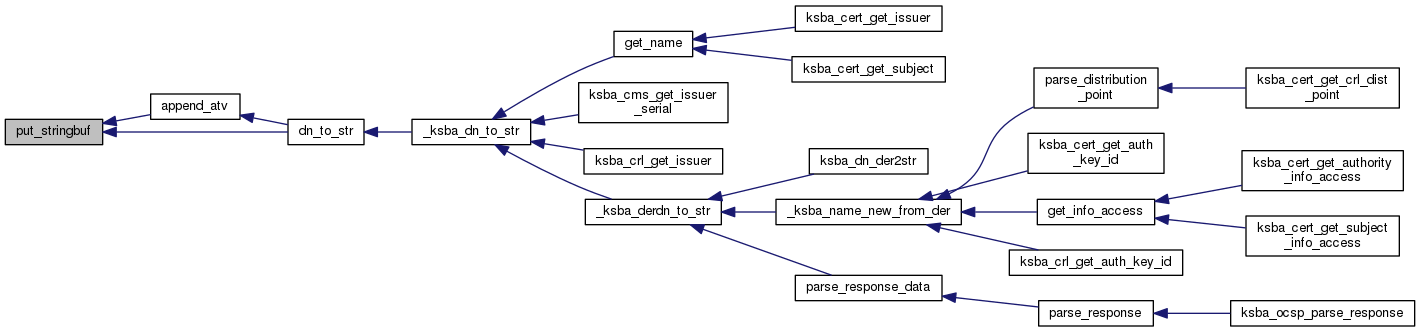 put_stringbuf
append_atv
dn_to_str
_ksba_dn_to_str
get_name
ksba_cert_get_issuer
ksba_cert_get_subject
ksba_cms_get_issuer
_serial
ksba_crl_get_issuer
_ksba_derdn_to_str
ksba_dn_der2str
_ksba_name_new_from_der
parse_distribution
_point
ksba_cert_get_crl_dist
_point
ksba_cert_get_auth
_key_id
get_info_access
ksba_cert_get_authority
_info_access
ksba_cert_get_subject
_info_access
ksba_crl_get_auth_key_id
parse_response_data
parse_response
ksba_ocsp_parse_response